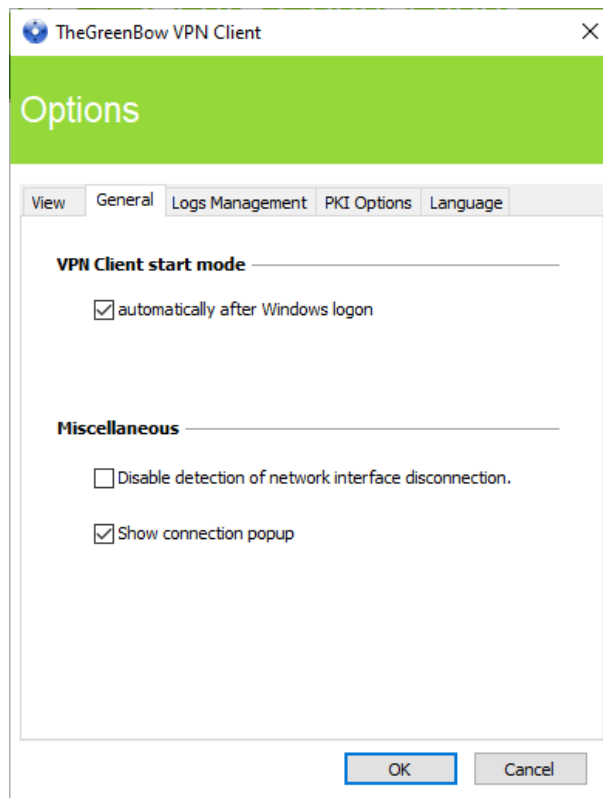 TheGreenBow VPN Client
Options
View General Logs Management PKI Options Language
VPN Client start mode
automatically after Windows logon
Miscellaneous
Disable detection of network interface disconnection.
Show connection popup
OK Cancel